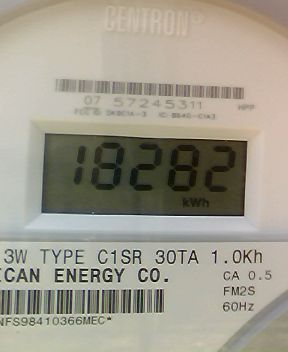 CENTRON®
07 57245311
18282
kWh
3W TYPE C1SR 30TA 1.0Kh
ICAN ENERGY CO.
CA 0.5
FM2S
60Hz
NFS98410366MEC*